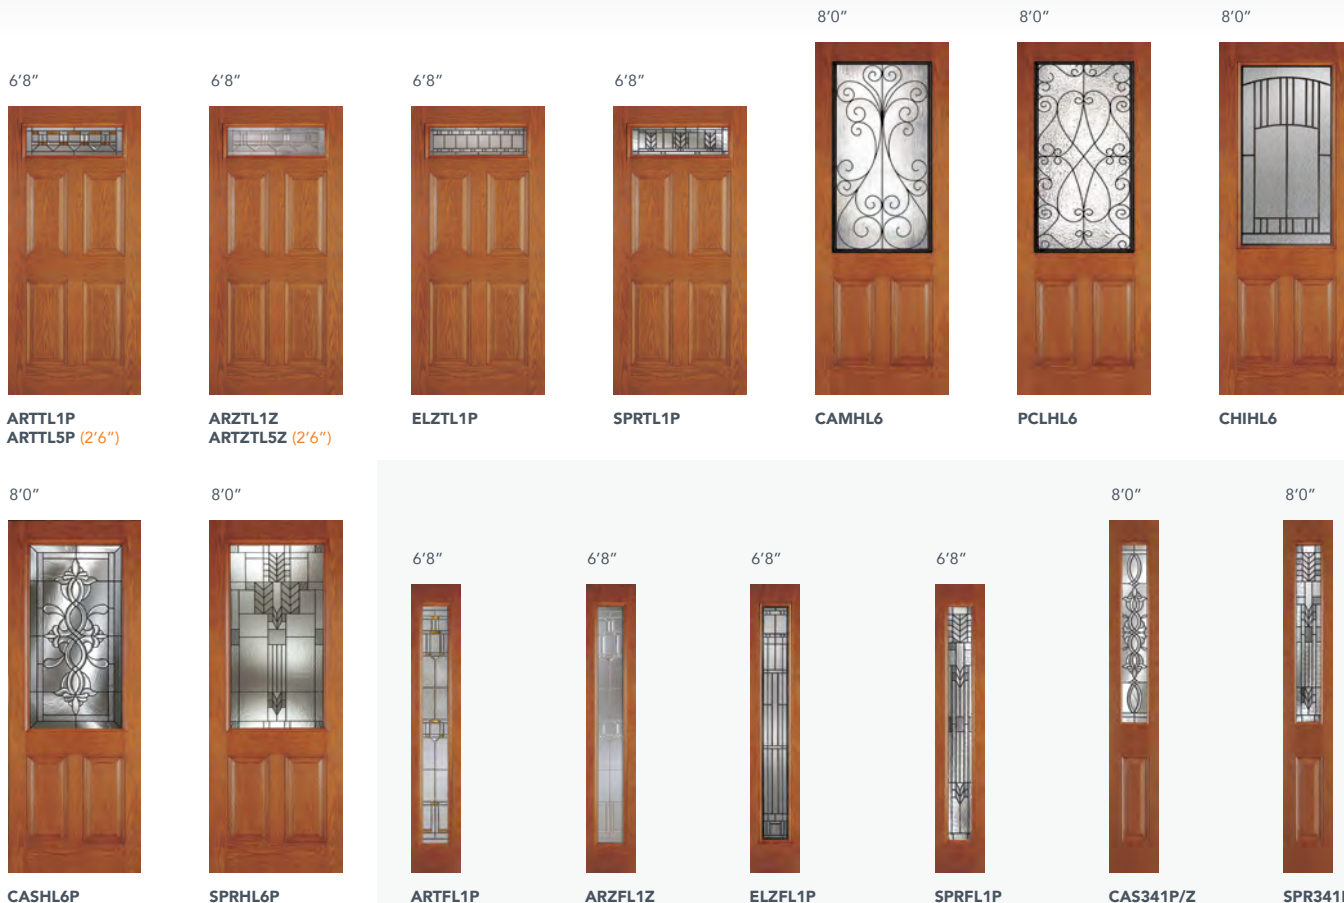 8'0”
8'0”
8'0”
6'8”
6'8”
6'8”
6'8”
ARTTL1P
ARTTL5P (2'6”)
ARZTL1Z
ARTZTL5Z (2'6”)
ELZTL1P
SPRTL1P
CAMHL6
PCLHL6
CHIHL6
8'0”
8'0”
8'0”
8'0”
6'8”
6'8”
6'8”
6'8”
CASHL6P
SPRHL6P
ARTFL1P
ARZFL1Z
ELZFL1P
SPRFL1P
CAS341P/Z